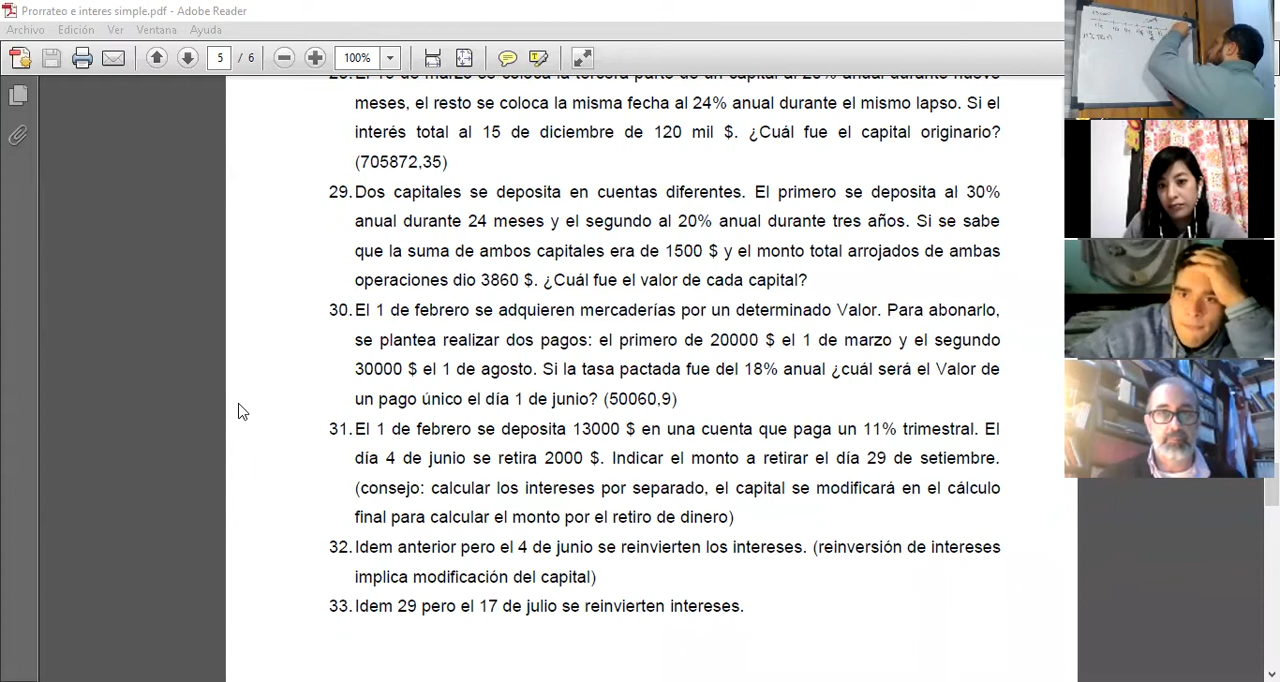 Prorrateo e interes simple.pdf - Adobe Reader
Archivo Edición Ver Ventana Ayuda
5 / 6 100%
meses, el resto se coloca la misma fecha al 24% anual durante el mismo lapso. Si el
interés total al 15 de diciembre de 120 mil $. ¿Cuál fue el capital originario?
(705872,35)
29. Dos capitales se deposita en cuentas diferentes. El primero se deposita al 30%
anual durante 24 meses y el segundo al 20% anual durante tres años. Si se sabe
que la suma de ambos capitales era de 1500 $ y el monto total arrojados de ambas
operaciones dio 3860 $. ¿Cuál fue el valor de cada capital?
30. El 1 de febrero se adquieren mercaderías por un determinado Valor. Para abonarlo,
se plantea realizar dos pagos: el primero de 20000 $ el 1 de marzo y el segundo
30000 $ el 1 de agosto. Si la tasa pactada fue del 18% anual ¿cuál será el Valor de
un pago único el día 1 de junio? (50060,9)
31. El 1 de febrero se deposita 13000 $ en una cuenta que paga un 11% trimestral. El
día 4 de junio se retira 2000 $. Indicar el monto a retirar el día 29 de setiembre.
(consejo: calcular los intereses por separado, el capital se modificará en el cálculo
final para calcular el monto por el retiro de dinero)
32. Idem anterior pero el 4 de junio se reinvierten los intereses. (reinversión de intereses
implica modificación del capital)
33. Idem 29 pero el 17 de julio se reinvierten intereses.